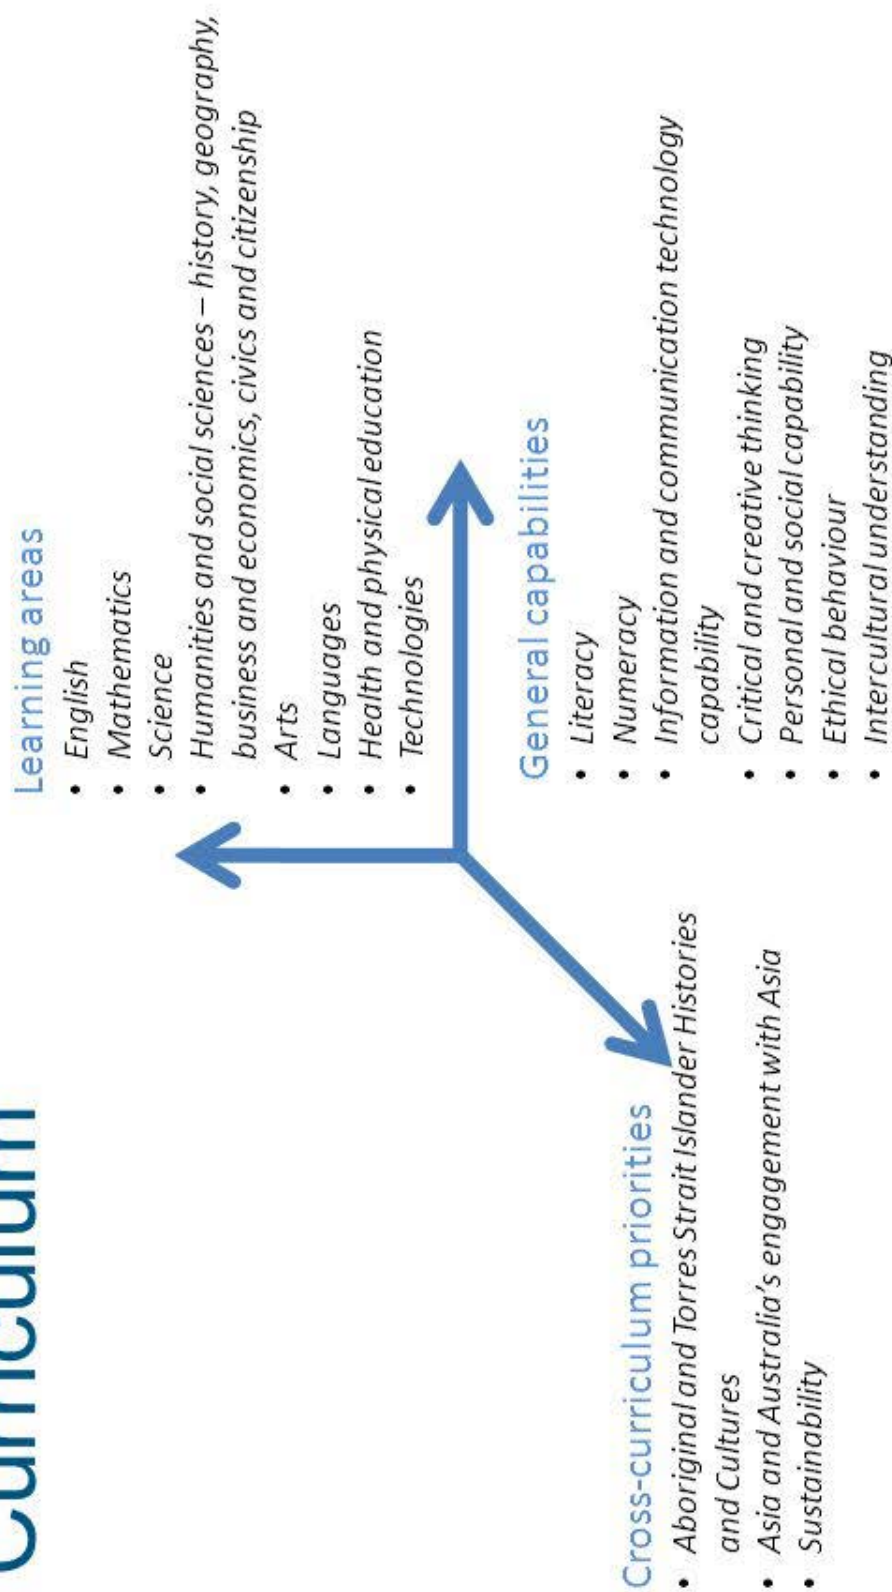 Curriculum
Learning areas
• English
• Mathematics
• Science
• Humanities and social sciences – history, geography,
business and economics, civics and citizenship
• Arts
• Languages
• Health and physical education
• Technologies
General capabilities
• Literacy
• Numeracy
• Information and communication technology
capability
• Critical and creative thinking
• Personal and social capability
• Ethical behaviour
• Intercultural understanding
Cross-curriculum priorities
• Aboriginal and Torres Strait Islander Histories
and Cultures
• Asia and Australia's engagement with Asia
• Sustainability